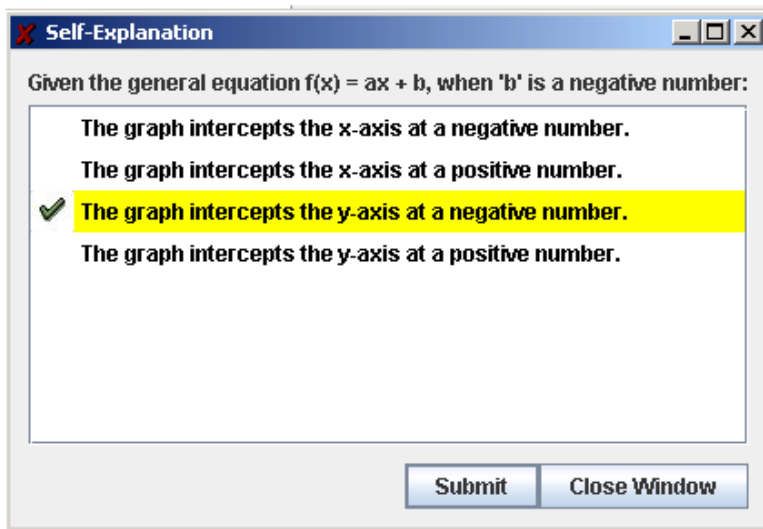 Self-Explanation
Given the general equation f(x) = ax + b, when 'b' is a negative number:
The graph intercepts the x-axis at a negative number.
The graph intercepts the x-axis at a positive number.
The graph intercepts the y-axis at a negative number.
The graph intercepts the y-axis at a positive number.
Submit Close Window